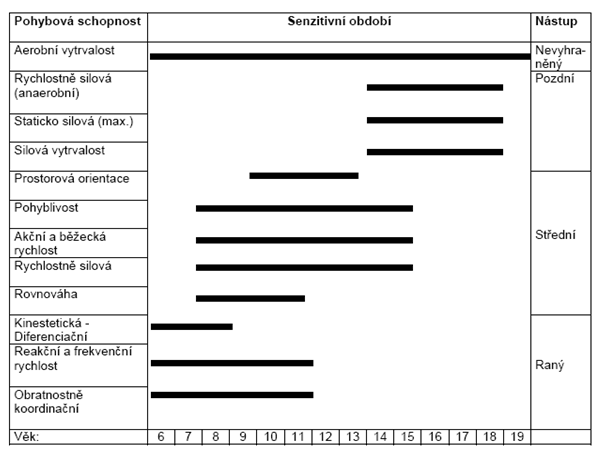 Pohybová schopnost Senzitivní období Nástup
Aerobní vytrvalost Nevyhra-
něný
Rychlostně silová Pozdní
(anaerobní)
Staticko silová (max.)
Silová vytrvalost
Prostorová orientace
Pohyblivost
Akční a běžecká Střední
rychlost
Rychlostně silová
Rovnováha
Kinestetická -
Diferenciační
Reakční a frekvenční Raný
rychlost
Obratnostně
koordinační
Věk: 6 7 8 9 10 11 12 13 14 15 16 17 18 19